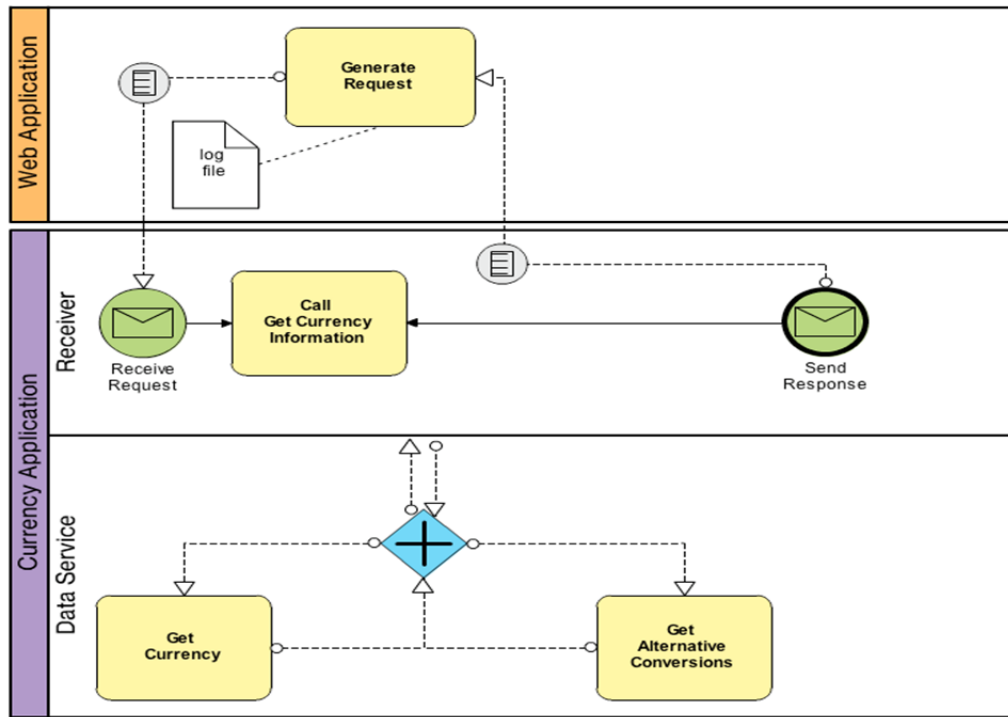 Web Application
Generate
Request
log
file
Currency Application
Receiver
Call
Get Currency
Information
Receive
Request
Send
Response
Data Service
Get
Currency
Get
Alternative
Conversions